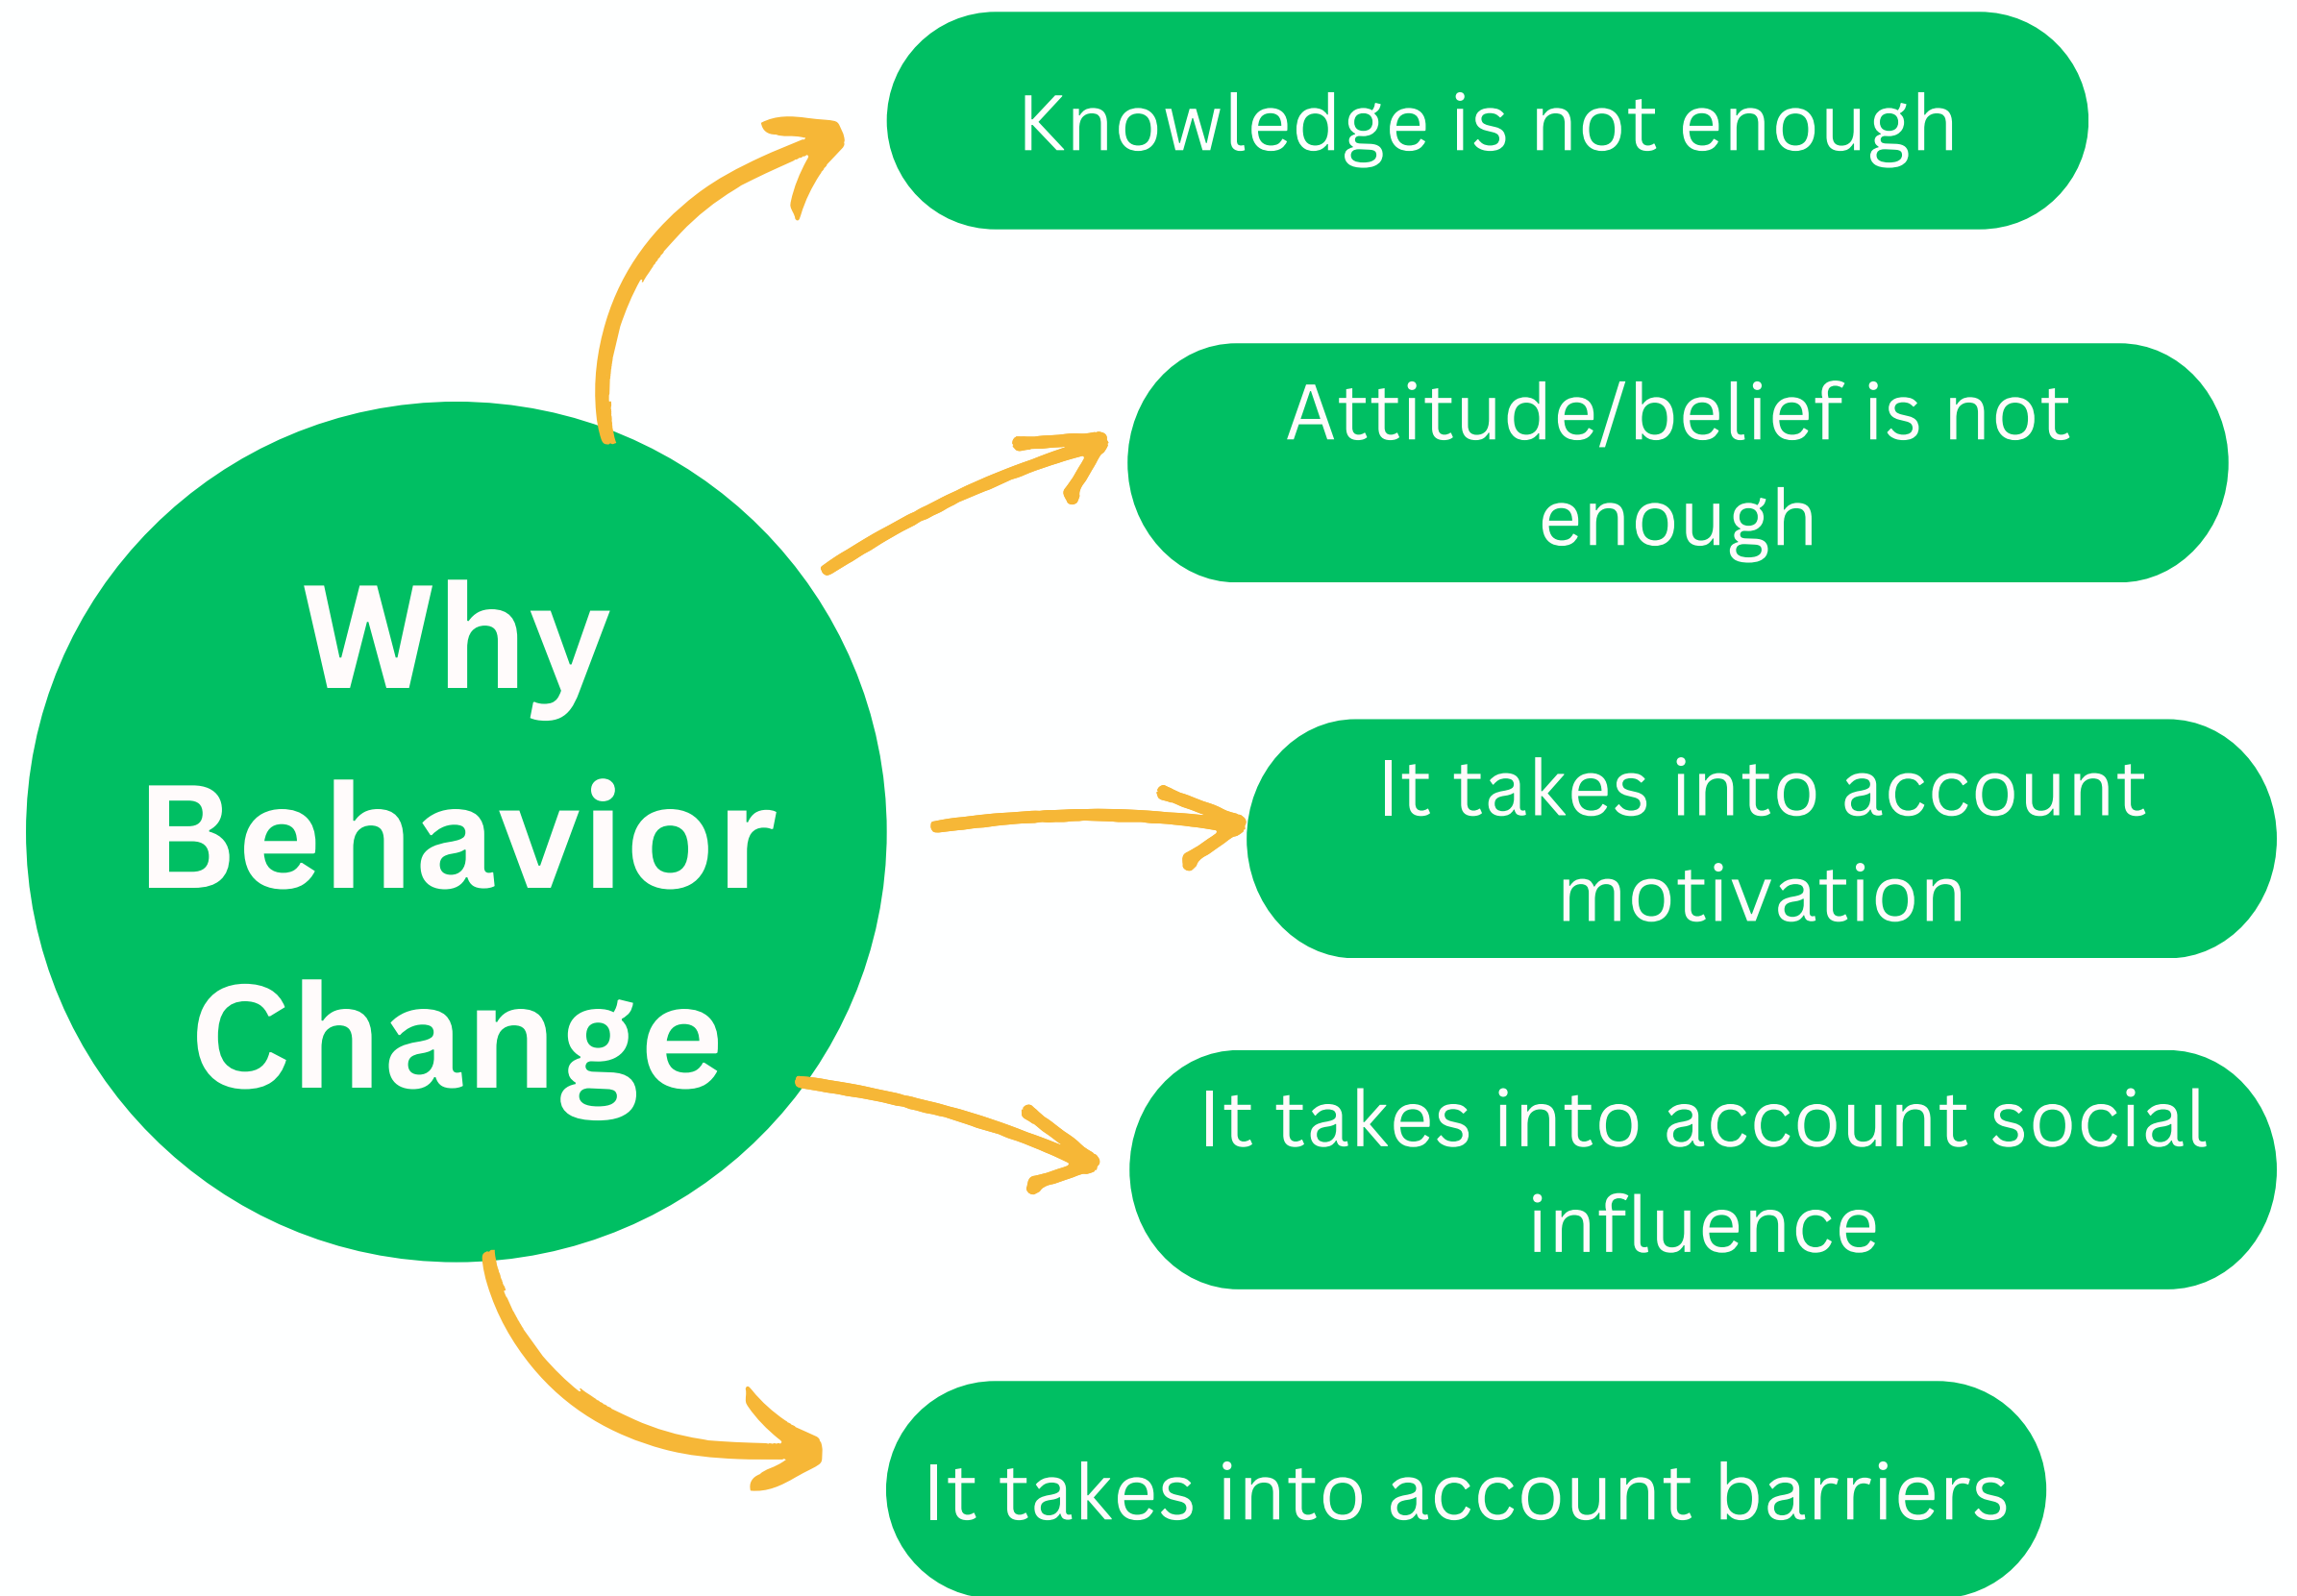 Why
Behavior
Change
Knowledge is not enough
Attitude/belief is not
enough
It takes into account
motivation
It takes into account social
influence
It takes into account barriers